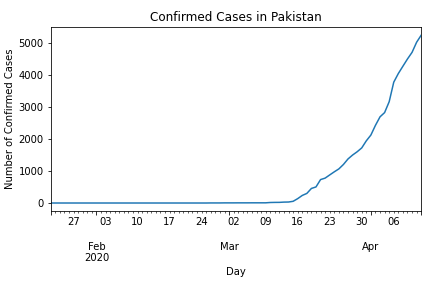 Confirmed Cases in Pakistan
Number of Confirmed Cases
5000
4000
3000
2000
1000
0
27 03 10 17 24 02 09 16 23 30 06
Feb Mar Apr
2020
Day